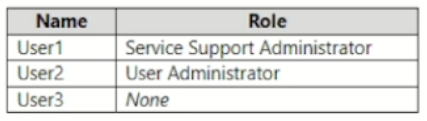 Name Role
User1 Service Support Administrator
User2 User Administrator
User3 None